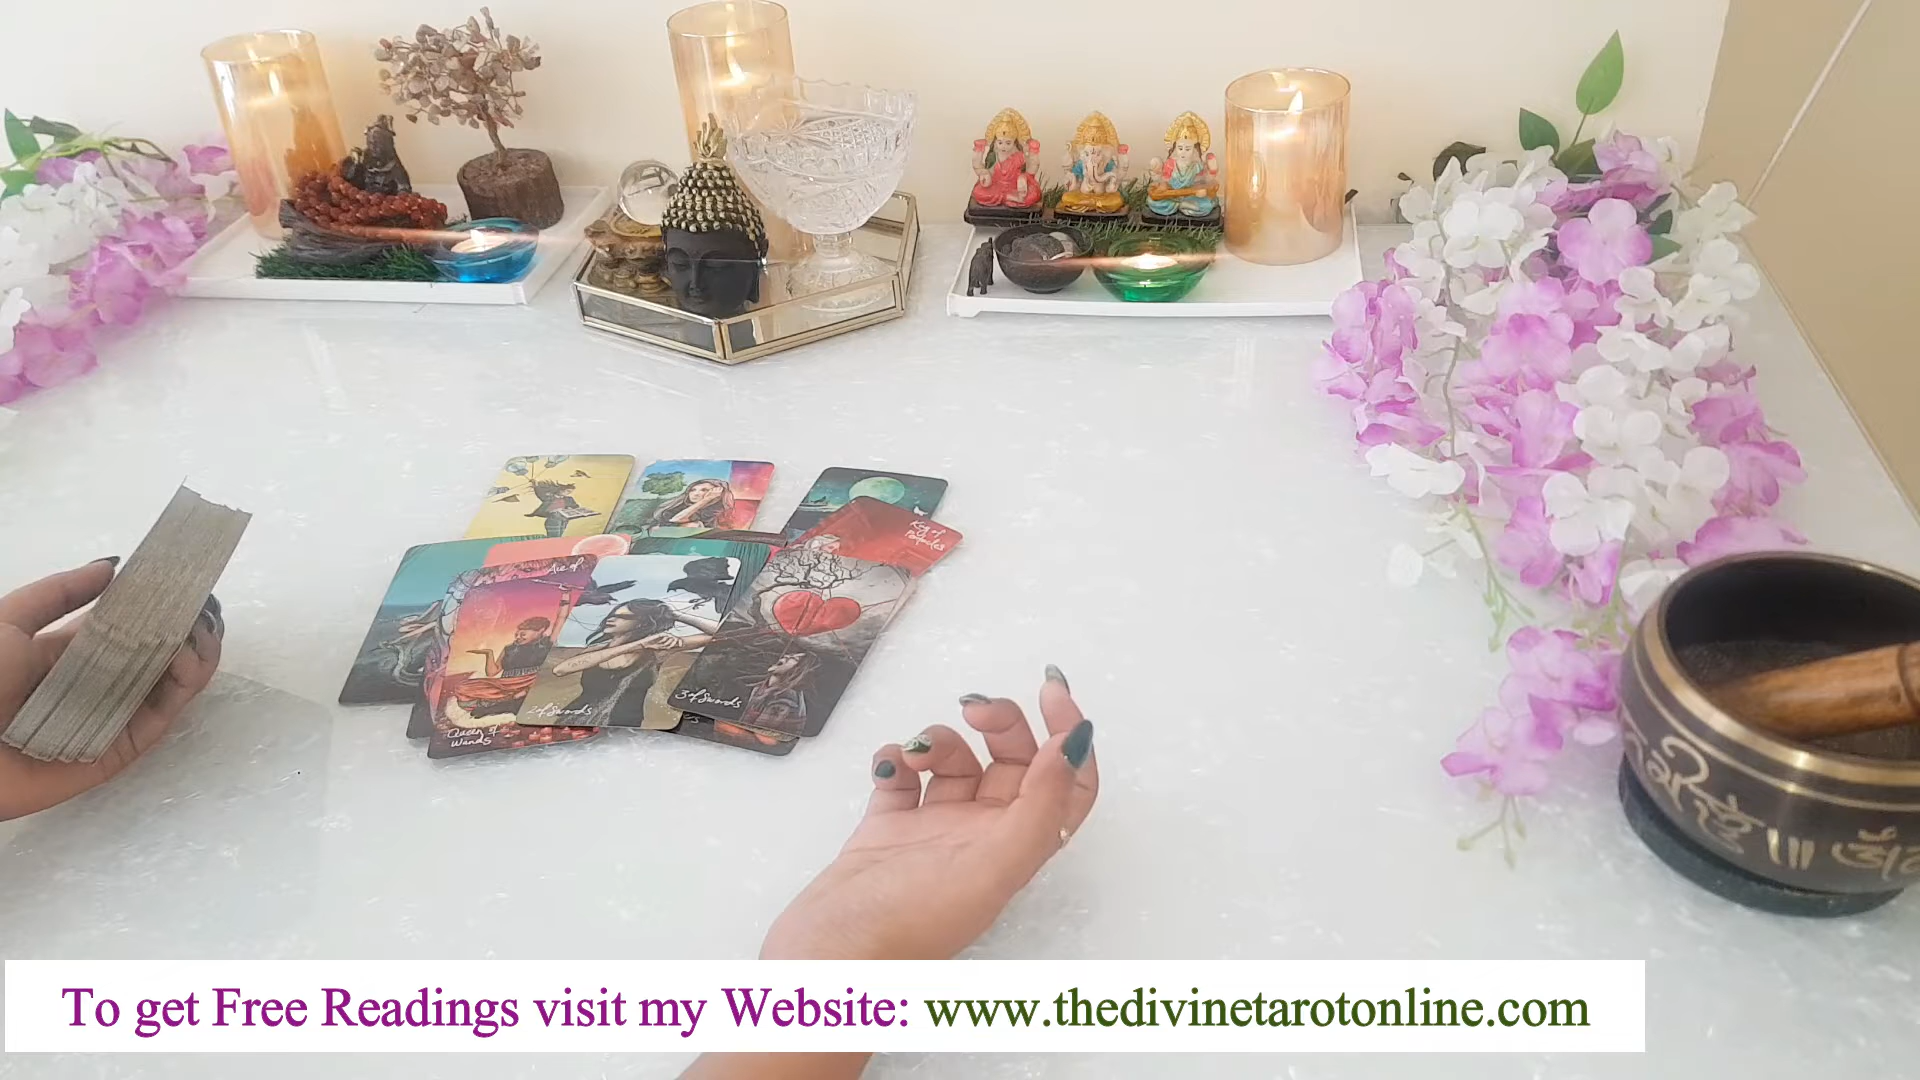 King of
Pentacles
Ace of
Queen of
Wands
2 of Swords
3 of Swords
To get Free Readings visit my Website: www.thedivinetarotonline.com